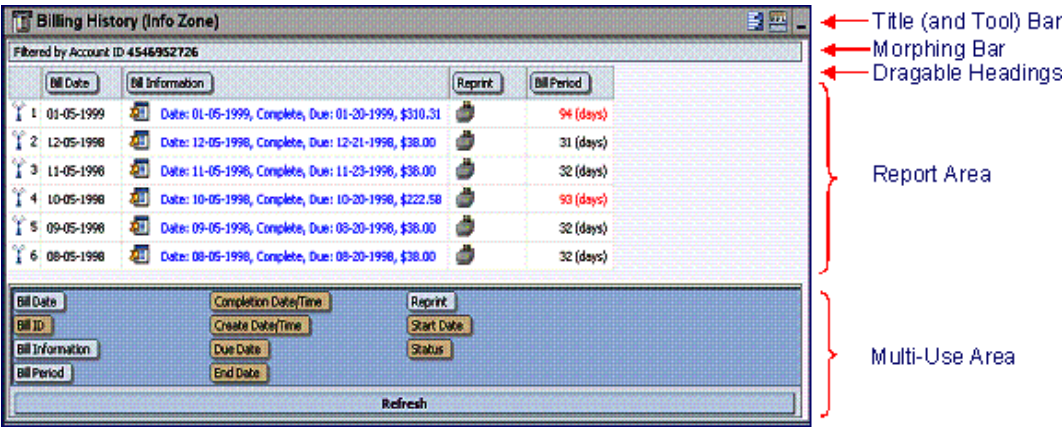 Billing History (Info Zone)
Title (and Tool) Bar
Filtered by Account ID 4546952726
Morphing Bar
Bill Date Bill Information Reprint Bill Period
Dragable Headings
1 01-05-1999 Date: 01-05-1999, Complete, Due: 01-20-1999, $310.31 94 (days)
2 12-05-1998 Date: 12-05-1998, Complete, Due: 12-21-1998, $38.00 31 (days)
3 11-05-1998 Date: 11-05-1998, Complete, Due: 11-23-1998, $38.00 32 (days)
Report Area
4 10-05-1998 Date: 10-05-1998, Complete, Due: 10-20-1998, $222.58 93 (days)
5 09-05-1998 Date: 09-05-1998, Complete, Due: 09-20-1998, $38.00 32 (days)
6 08-05-1998 Date: 08-05-1998, Complete, Due: 08-20-1998, $38.00 32 (days)
Bill Date Completion Date/Time Reprint
Bill ID Create Date/Time Start Date
Bill Information Due Date Status
Multi-Use Area
Bill Period End Date
Refresh